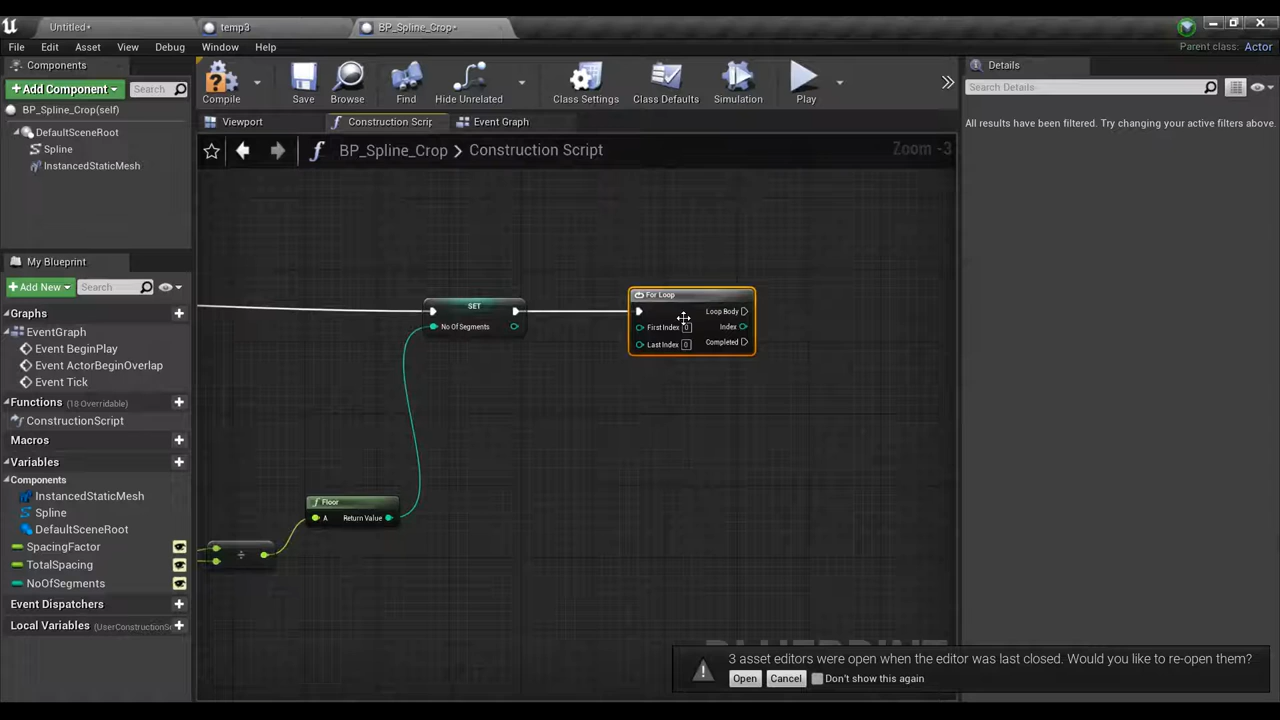 Untitled*
temp3
BP_Spline_Crop*
File Edit Asset View Debug Window Help
Parent class: Actor
Components
Add Component Search
BP_Spline_Crop(self)
DefaultSceneRoot
Spline
InstancedStaticMesh
Compile Save Browse Find Hide Unrelated Class Settings Class Defaults Simulation Play
Viewport Construction Scrip Event Graph
BP_Spline_Crop > Construction Script
Zoom -3
Details
Search Details
All results have been filtered. Try changing your active filters above.
My Blueprint
Add New Search
Graphs
EventGraph
Event BeginPlay
Event ActorBeginOverlap
Event Tick
Functions (18 Overridable)
ConstructionScript
Macros
Variables
Components
InstancedStaticMesh
Spline
DefaultSceneRoot
SpacingFactor
TotalSpacing
NoOfSegments
Event Dispatchers
Local Variables (UserConstructionS
SET
No Of Segments
For Loop
Loop Body
First Index 0 Index
Last Index 0 Completed
f Floor
A Return Value
÷
3 asset editors were open when the editor was last closed. Would you like to re-open them?
Open Cancel Don't show this again